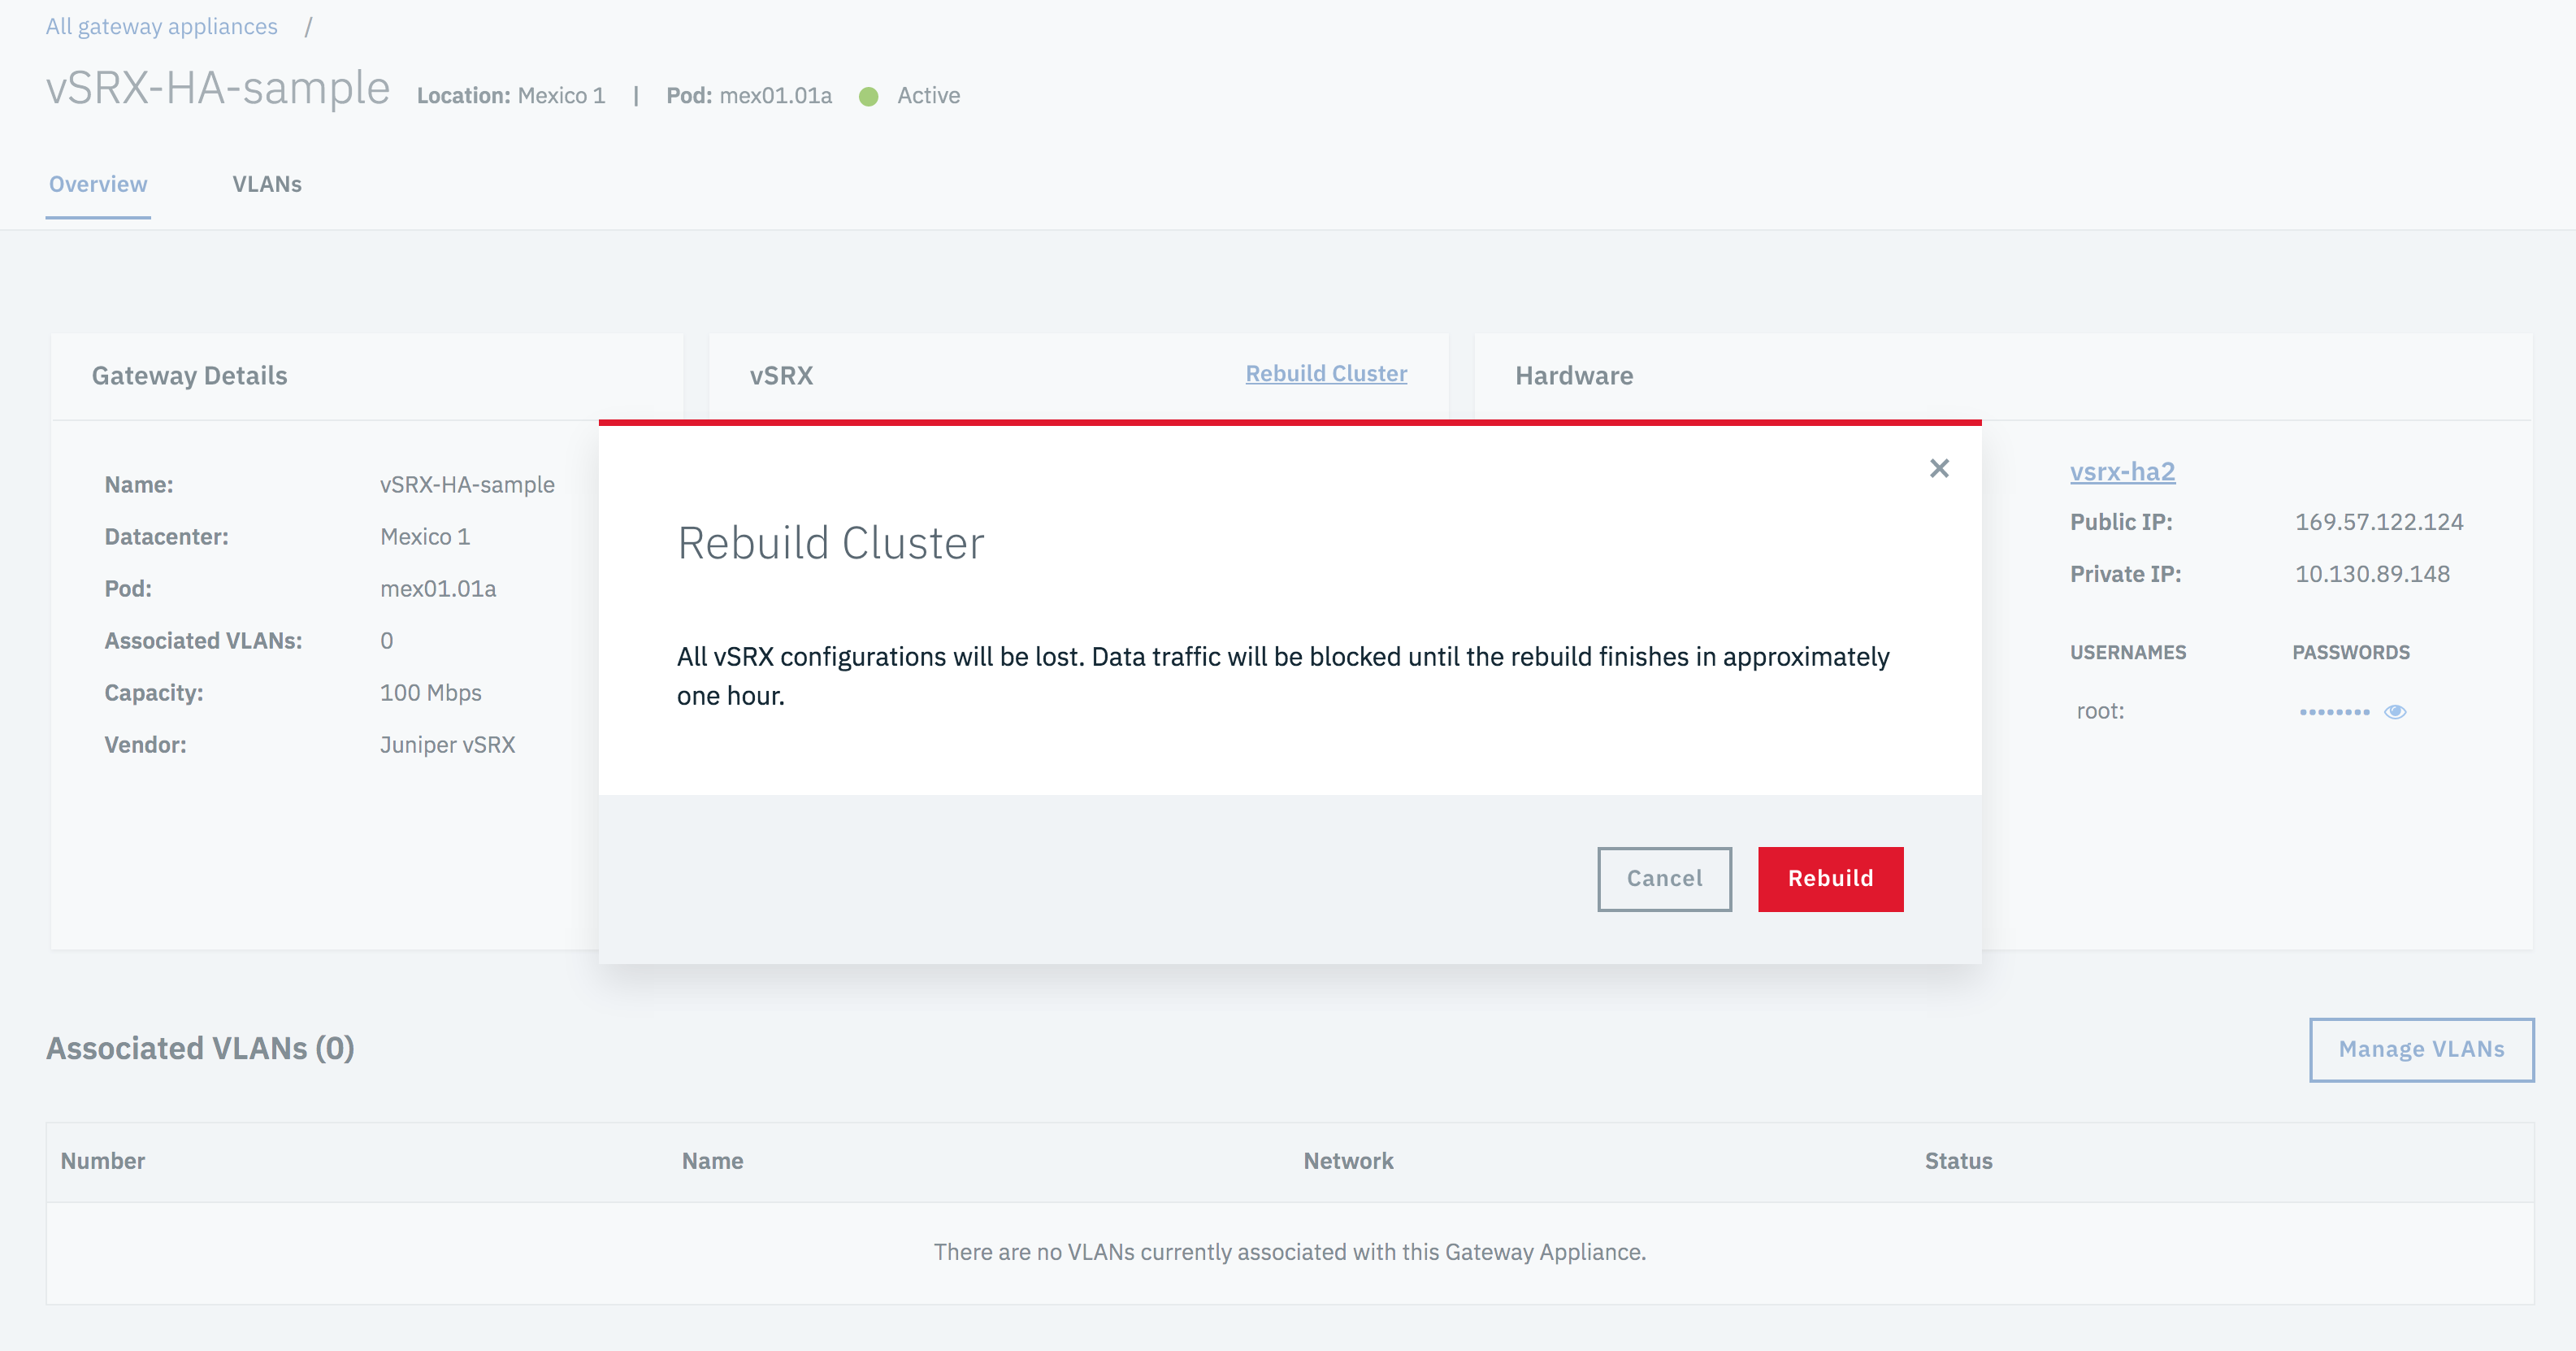 All gateway appliances /
vSRX-HA-sample Location: Mexico 1 | Pod: mex01.01a Active
Overview VLANs
Gateway Details
Name: vSRX-HA-sample
Datacenter: Mexico 1
Pod: mex01.01a
Associated VLANs: 0
Capacity: 100 Mbps
Vendor: Juniper vSRX
vSRX Rebuild Cluster
Hardware
vsrx-ha2
Public IP: 169.57.122.124
Private IP: 10.130.89.148
USERNAMES PASSWORDS
root: ••••••••
Rebuild Cluster
All vSRX configurations will be lost. Data traffic will be blocked until the rebuild finishes in approximately
one hour.
Cancel Rebuild
Associated VLANs (0) Manage VLANs
Number Name Network Status
There are no VLANs currently associated with this Gateway Appliance.